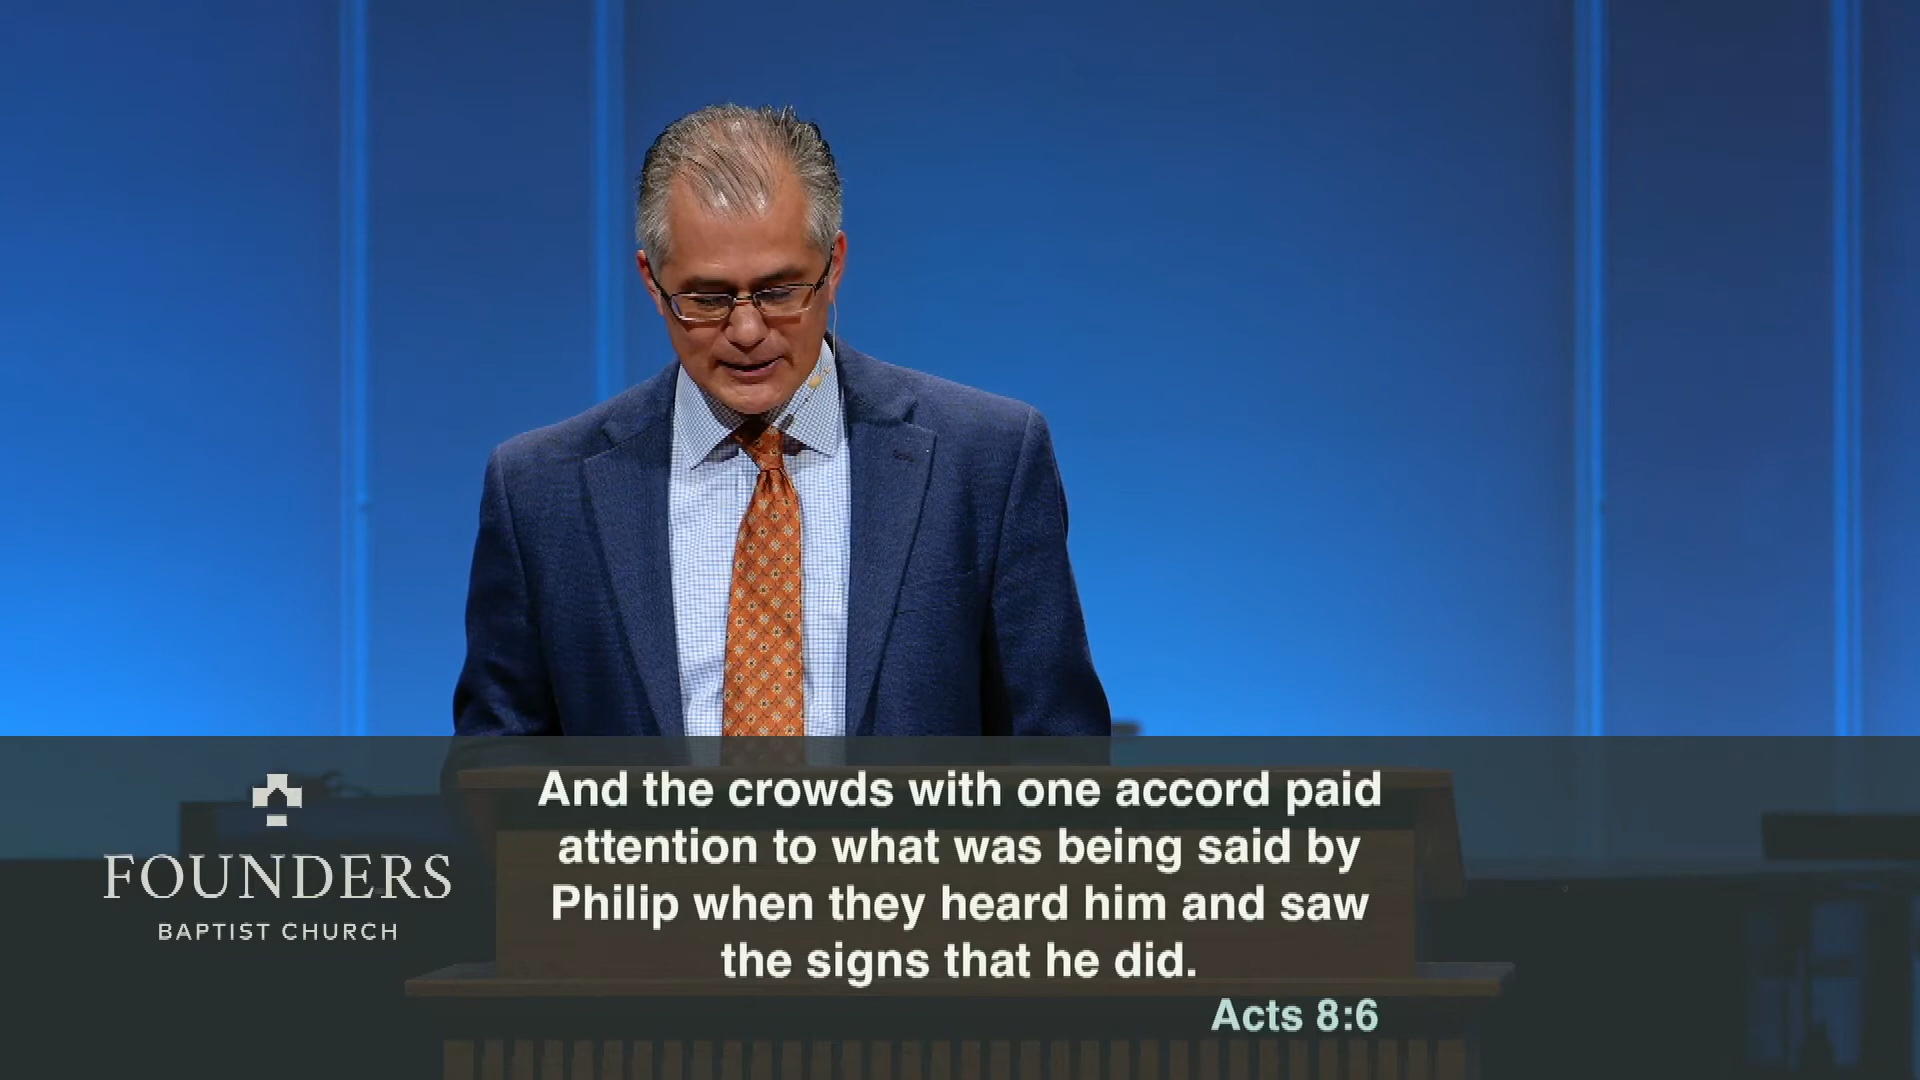 And the crowds with one accord paid
attention to what was being said by
Philip when they heard him and saw
the signs that he did.
Acts 8:6
FOUNDERS
BAPTIST CHURCH